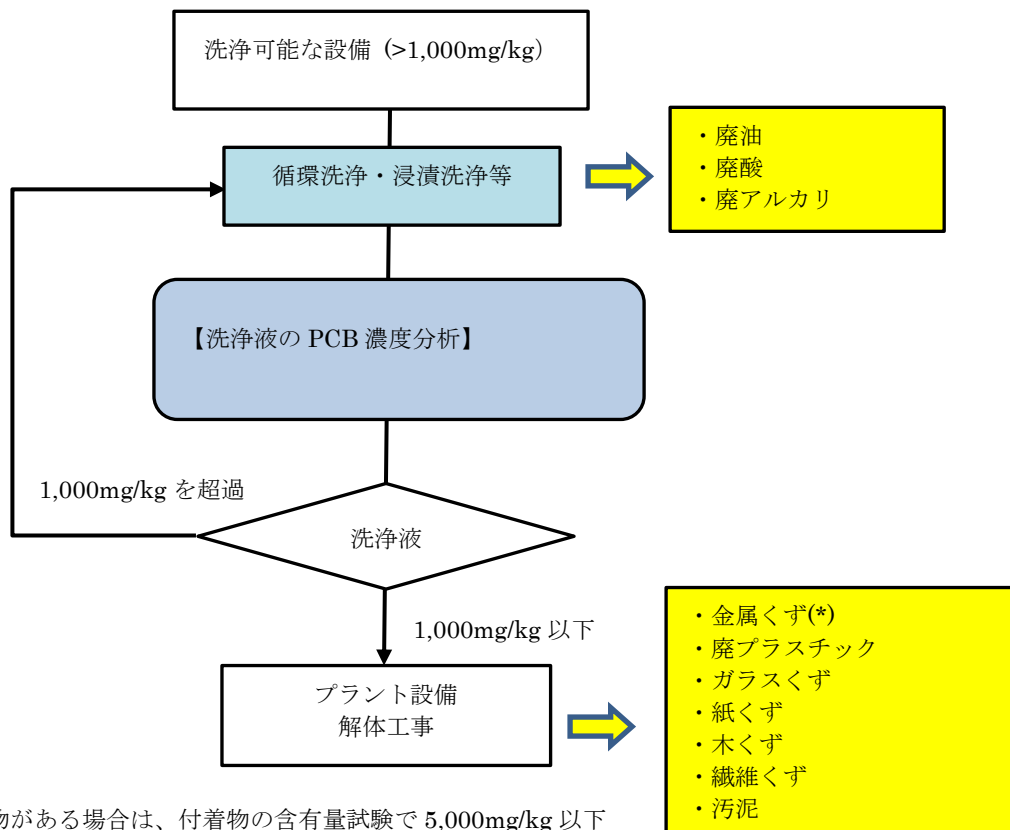 洗浄可能な設備 (>1,000mg/kg）
循環洗浄・浸漬洗浄等
・廃油
・廃酸
・廃アルカリ
【洗浄液の PCB 濃度分析】
1,000mg/kg を超過
洗浄液
1,000mg/kg 以下
プラント設備
解体工事
・金属くず(*)
・廃プラスチック
・ガラスくず
・紙くず
・木くず
・繊維くず
・汚泥
物がある場合は、付着物の含有量試験で 5,000mg/kg 以下